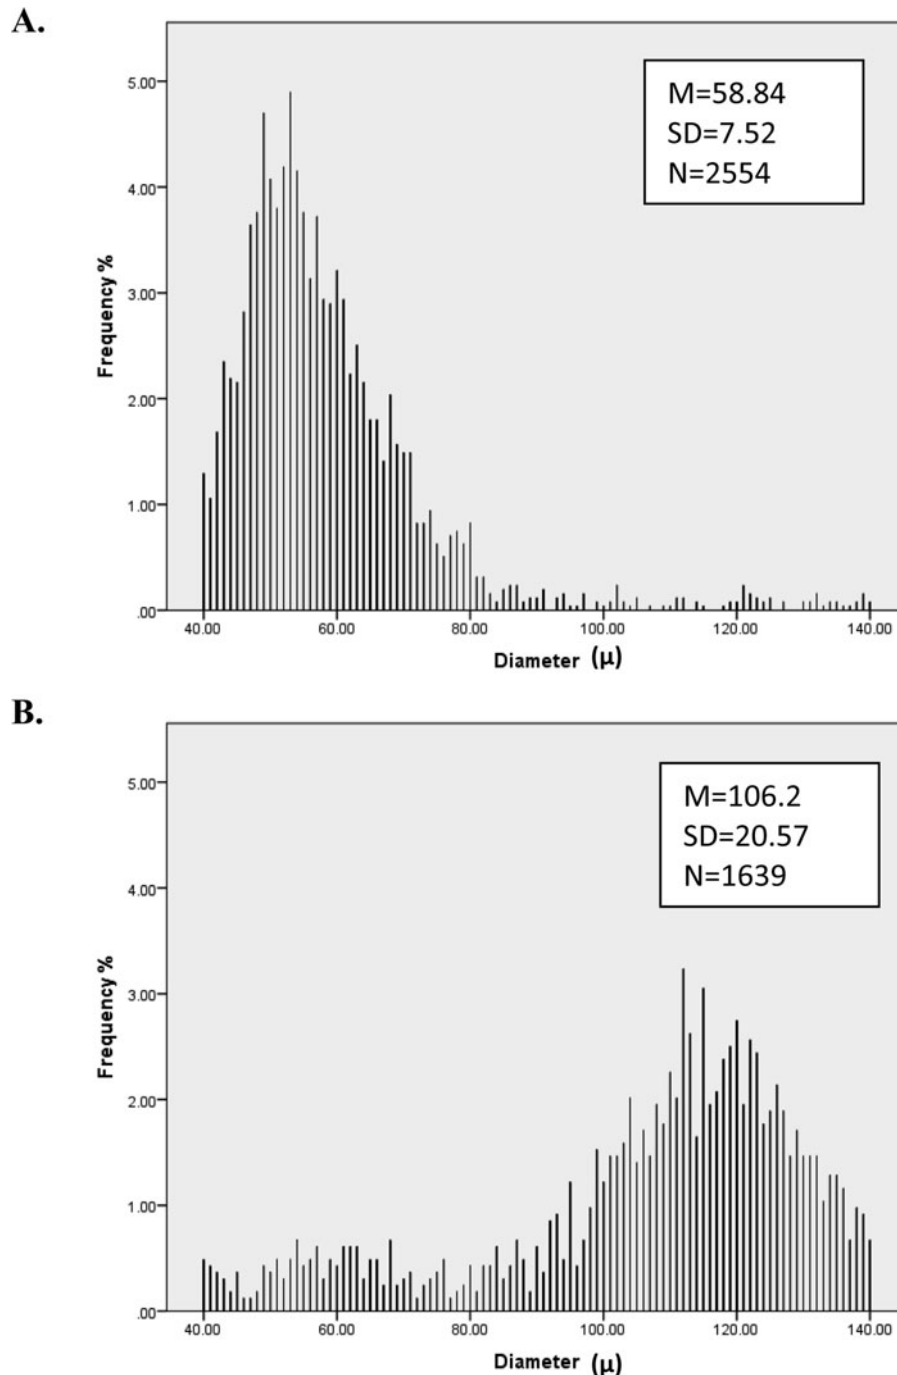 A.
M=58.84
SD=7.52
N=2554
Frequency %
5.00
4.00
3.00
2.00
1.00
.00
40.00 60.00 80.00 100.00 120.00 140.00
Diameter (μ)
B.
M=106.2
SD=20.57
N=1639
Frequency %
5.00
4.00
3.00
2.00
1.00
.00
40.00 60.00 80.00 100.00 120.00 140.00
Diameter (μ)